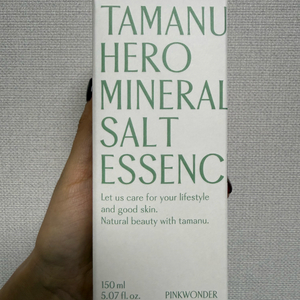 TAMANU
HERO
MINERAL
SALT
ESSENC
Let us care for your lifestyle
and good skin.
Natural beauty with tamanu.
150 ml
5.07 fl. oz. PINKWONDER